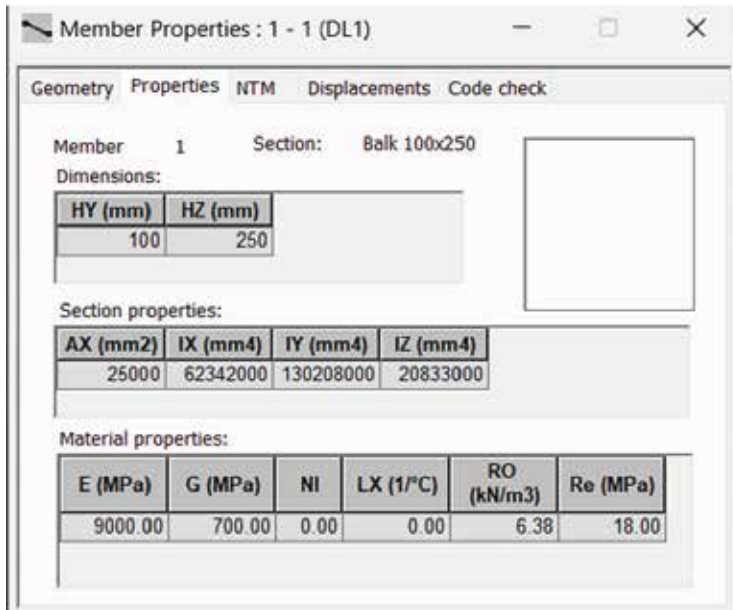 Member Properties : 1 - 1 (DL1)
Geometry Properties NTM Displacements Code check
Member 1 Section: Balk 100x250
Dimensions:
HY (mm) HZ (mm)
100 250
Section properties:
AX (mm2) IX (mm4) IY (mm4) IZ (mm4)
25000 62342000 130208000 20833000
Material properties:
E (MPa) G (MPa) NI LX (1/°C) RO (kN/m3) Re (MPa)
9000.00 700.00 0.00 0.00 6.38 18.00